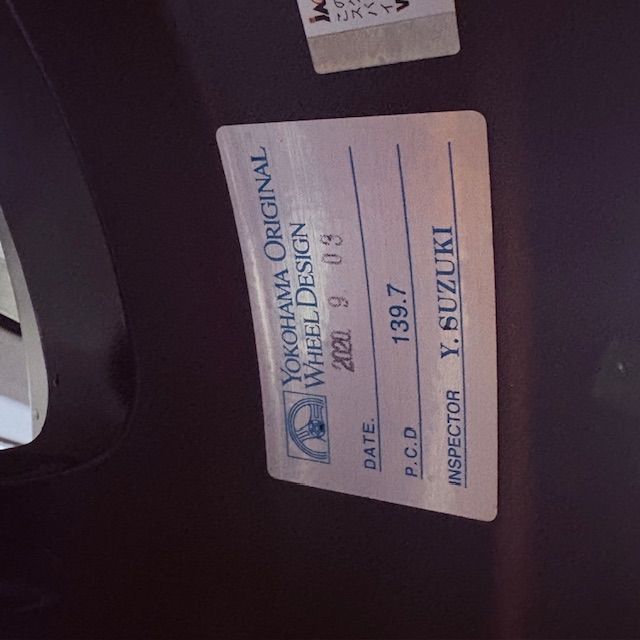 YOKOHAMA ORIGINAL
WHEEL DESIGN
DATE. 2020. 9. 03
P.C.D 139.7
INSPECTOR Y.SUZUKI